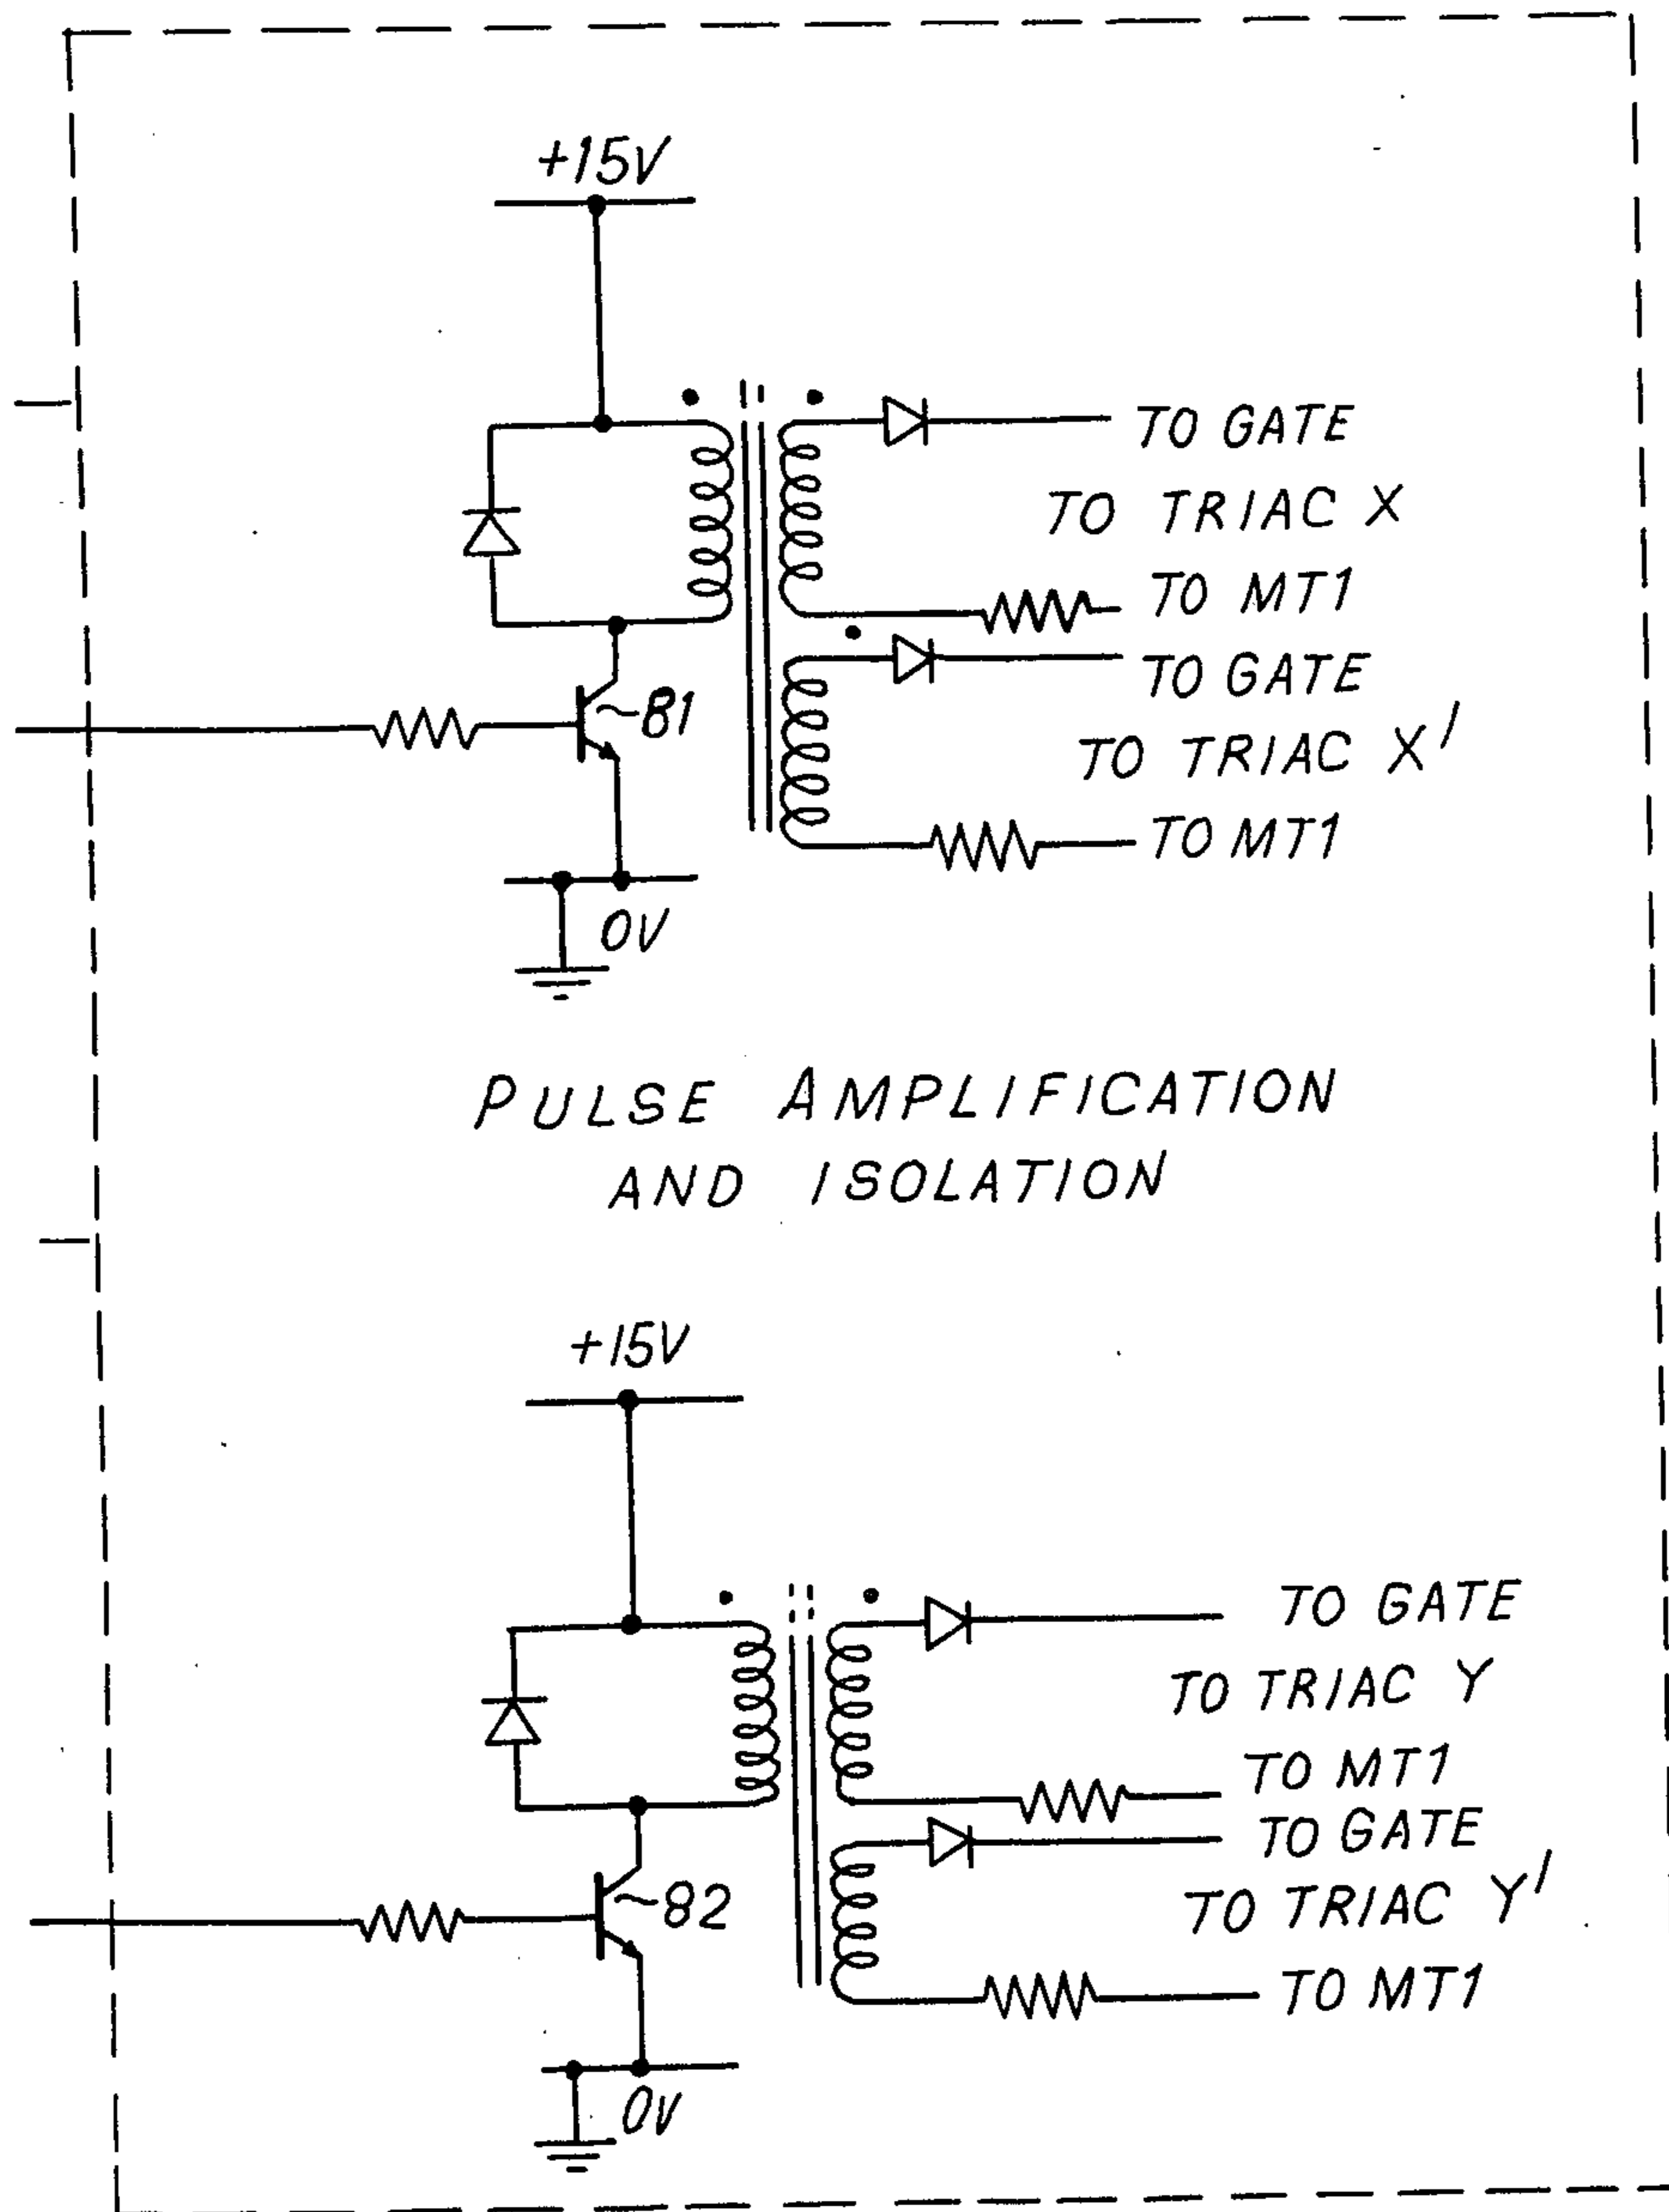 +15V
TO GATE
TO TRIAC X
TO MT1
TO GATE
81
TO TRIAC X'
TO MT1
0V
PULSE AMPLIFICATION
AND ISOLATION
+15V
TO GATE
TO TRIAC Y
TO MT1
TO GATE
82
TO TRIAC Y'
TO MT1
0V